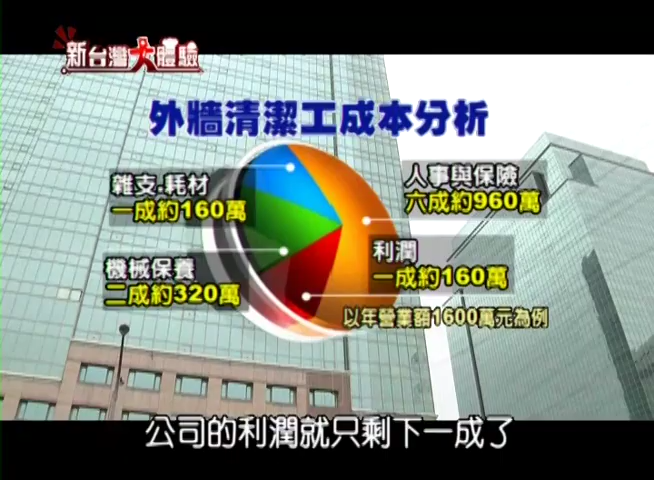 新台灣大體驗
外牆清潔工成本分析
雜支.耗材
一成約160萬
人事與保險
六成約960萬
機械保養
二成約320萬
利潤
一成約160萬
以年營業額1600萬元為例
公司的利潤就只剩下一成了